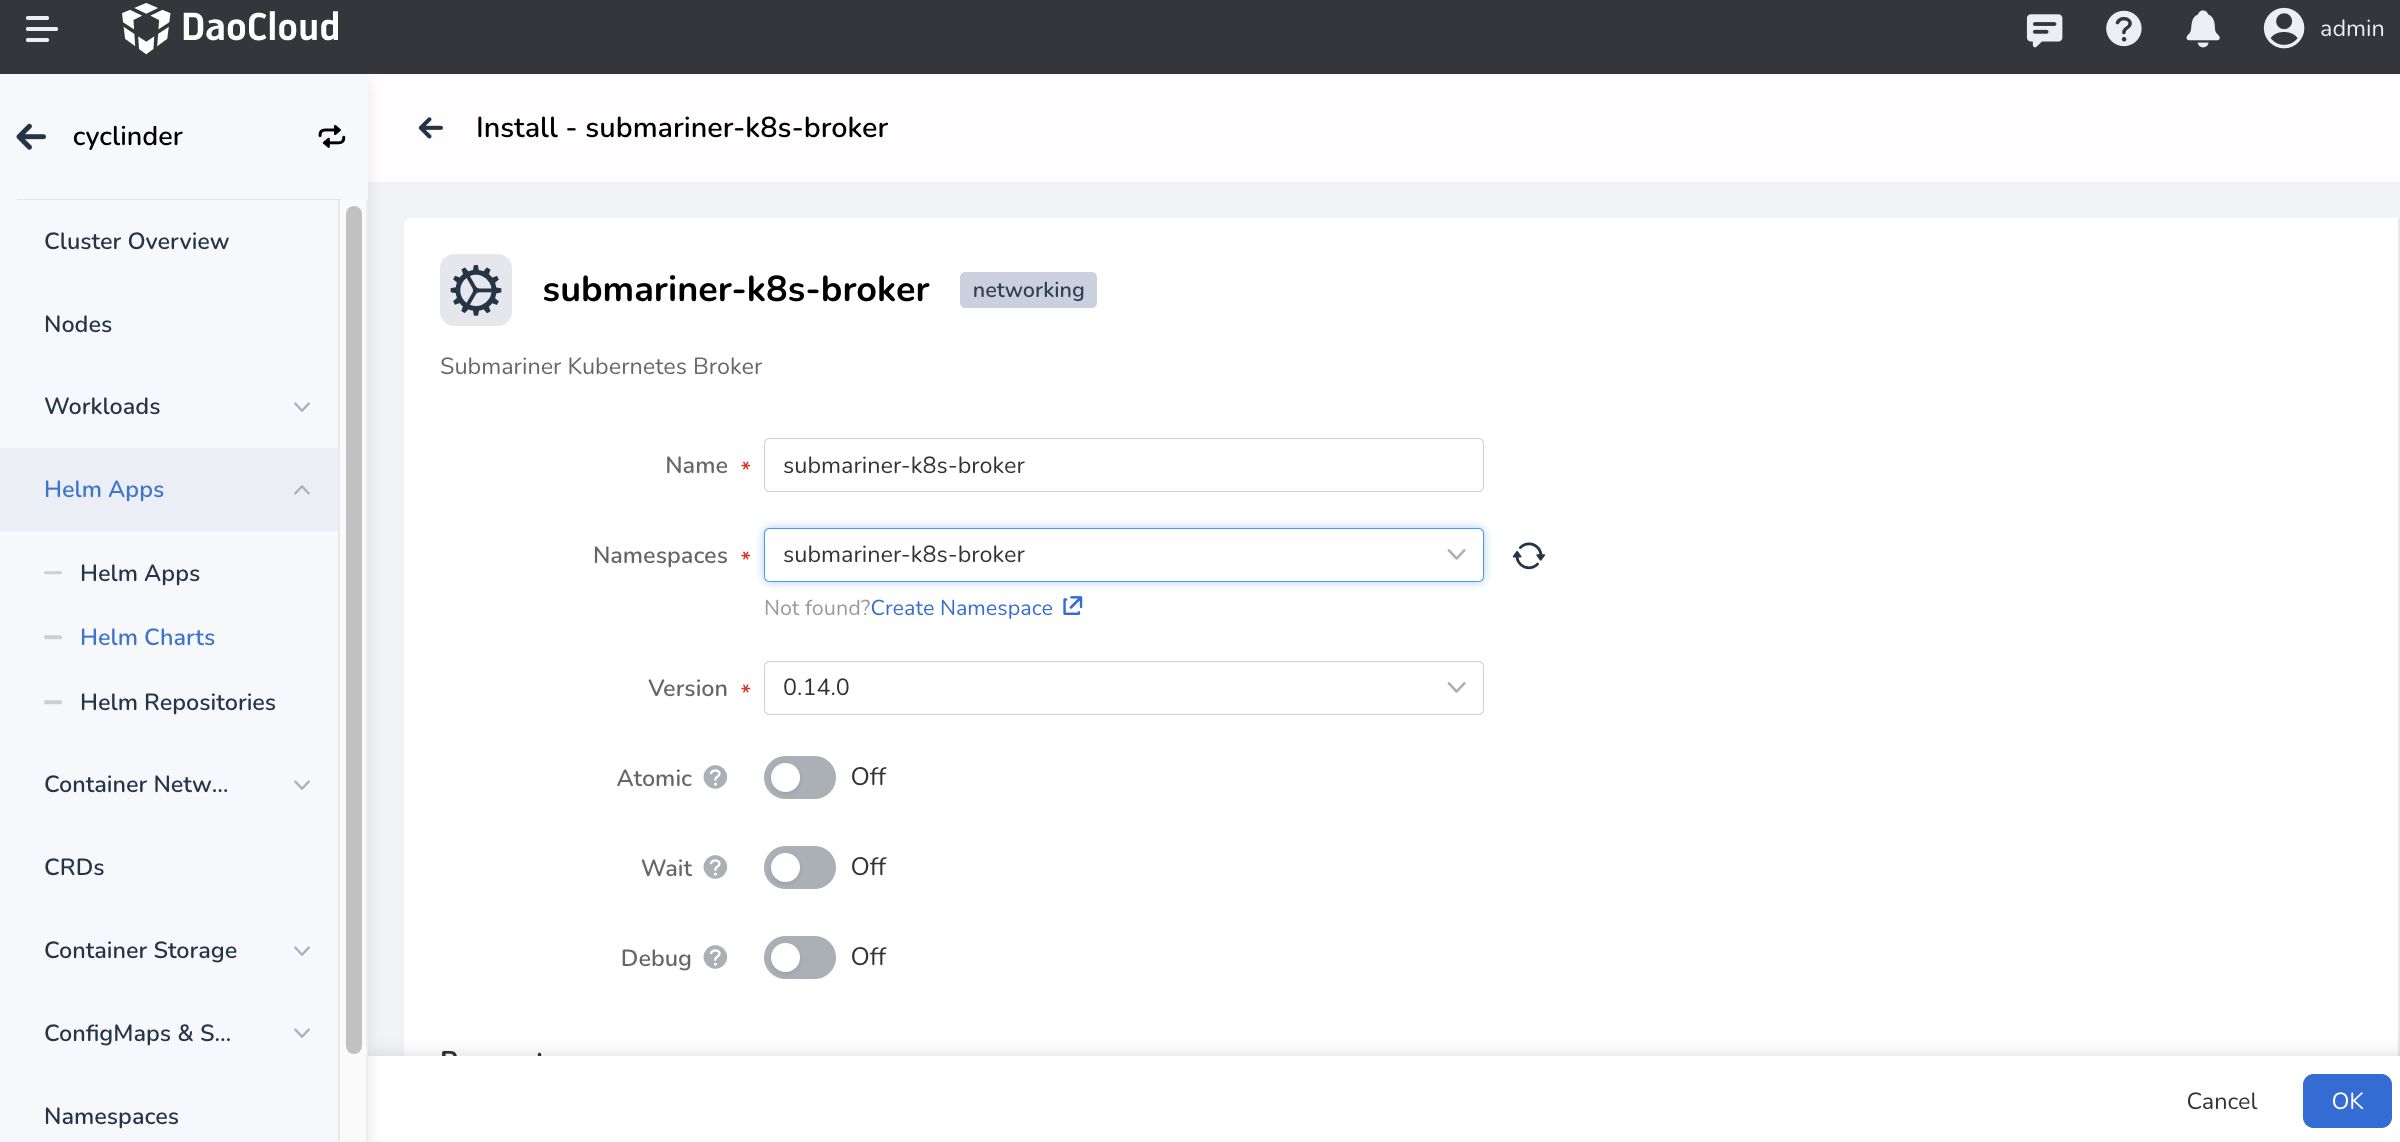 DaoCloud
admin
cyclinder
Install - submariner-k8s-broker
Cluster Overview
Nodes
Workloads
Helm Apps
Helm Apps
Helm Charts
Helm Repositories
Container Netw...
CRDs
Container Storage
ConfigMaps & S...
Namespaces
submariner-k8s-broker
networking
Submariner Kubernetes Broker
Name * submariner-k8s-broker
Namespaces * submariner-k8s-broker
Not found?Create Namespace
Version * 0.14.0
Atomic ? Off
Wait ? Off
Debug ? Off
Cancel
OK